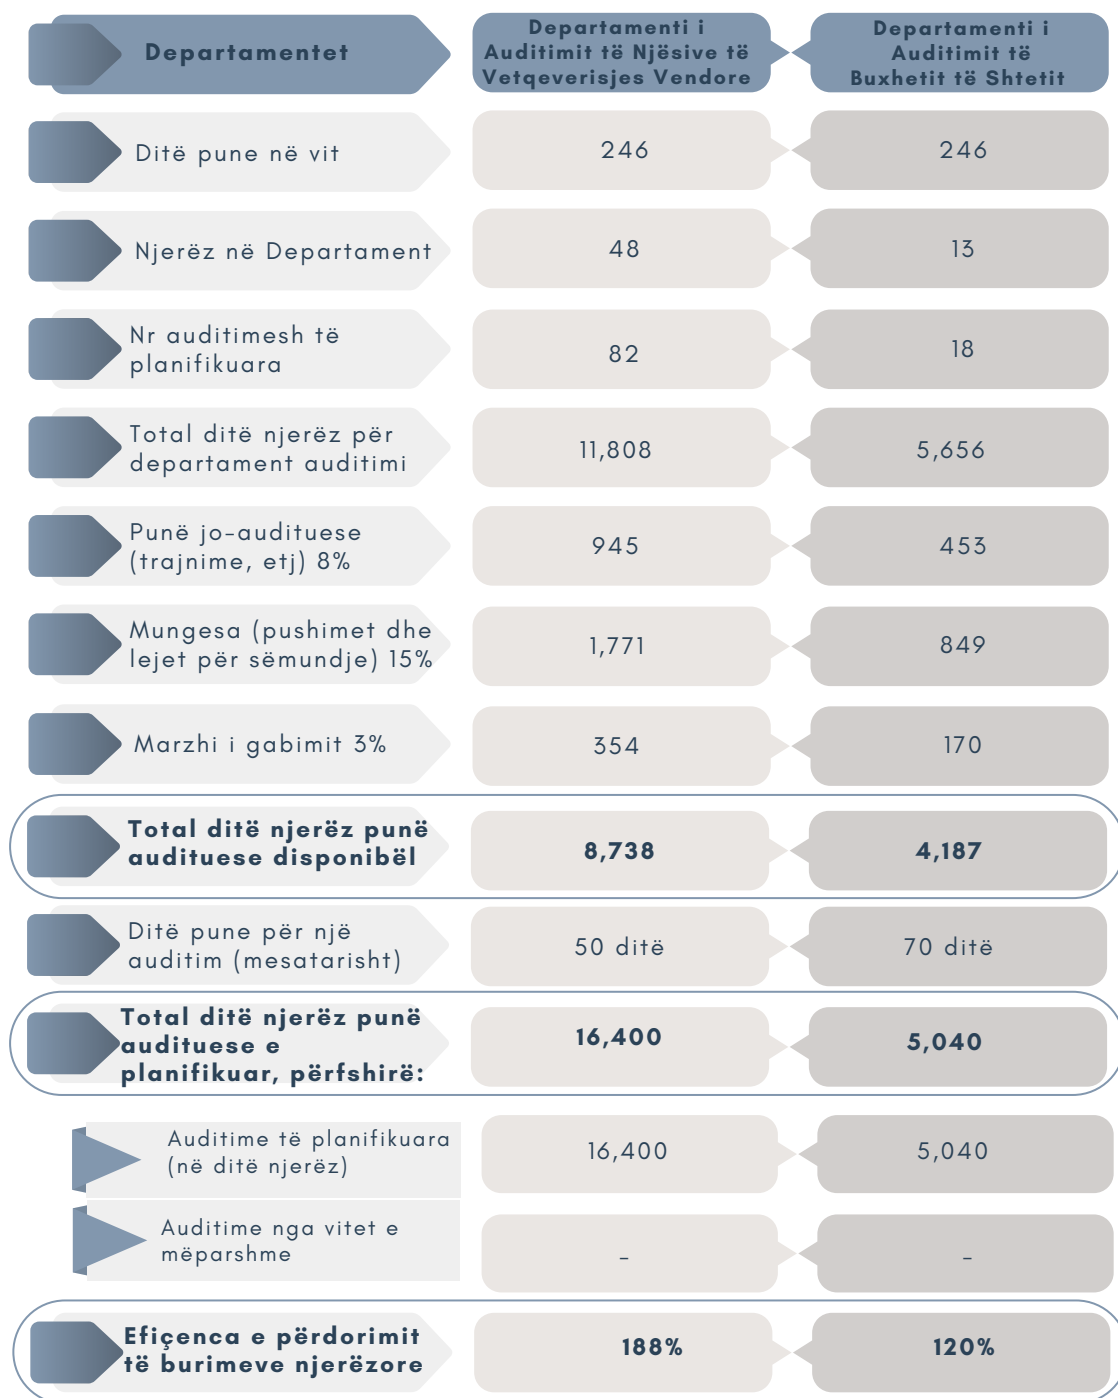 Departamentet
Departamenti i
Auditimit të Njësive të
Vetqeverisjes Vendore
Departamenti i
Auditimit të
Buxhetit të Shtetit
Ditë pune në vit
246
246
Njerëz në Departament
48
13
Nr auditimesh të
planifikuara
82
18
Total ditë njerëz për
departament auditimi
11,808
5,656
Punë jo-audituese
(trajnime, etj) 8%
945
453
Mungesa (pushimet dhe
lejet për sëmundje) 15%
1,771
849
Marzhi i gabimit 3%
354
170
Total ditë njerëz punë
audituese disponibël
8,738
4,187
Ditë pune për një
auditim (mesatarisht)
50 ditë
70 ditë
Total ditë njerëz punë
audituese e
planifikuar, përfshirë:
16,400
5,040
Auditime të planifikuara
(në ditë njerëz)
16,400
5,040
Auditime nga vitet e
mëparshme
-
-
Efiçenca e përdorimit
të burimeve njerëzore
188%
120%